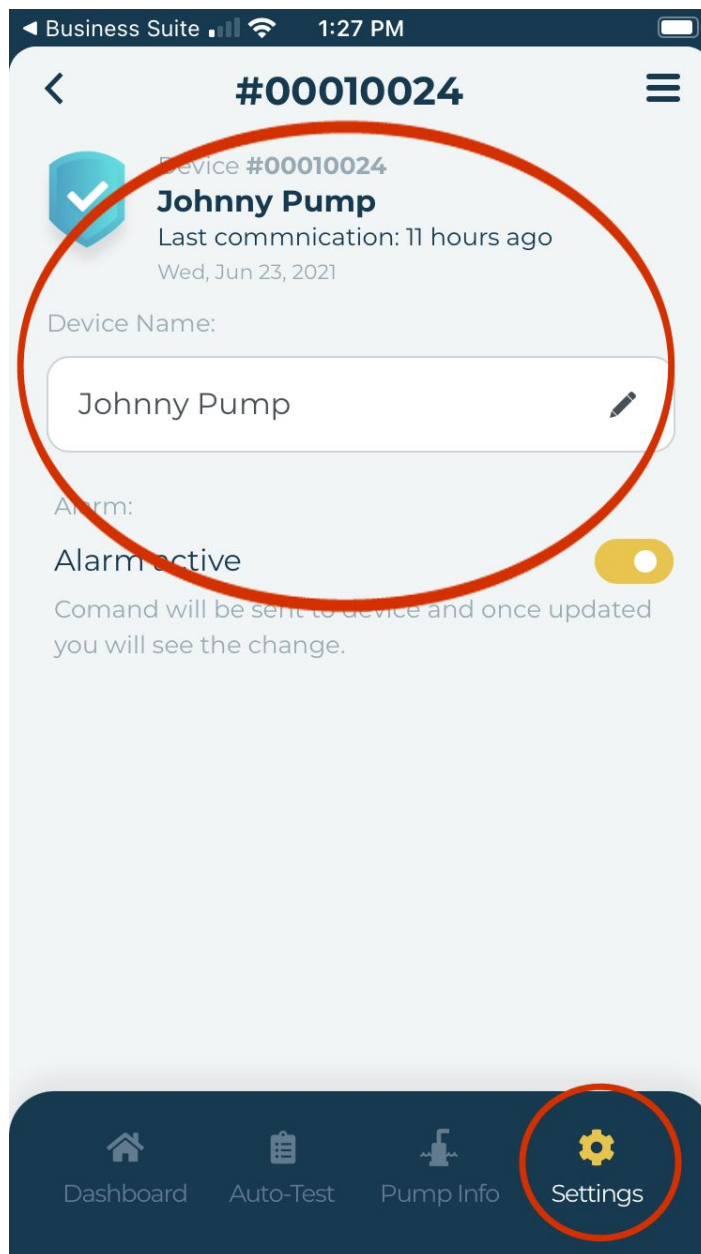 Business Suite 1:27 PM
#00010024
Device #00010024
Johnny Pump
Last commnication: 11 hours ago
Wed, Jun 23, 2021
Device Name:
Johnny Pump
Alarm:
Alarm active
Comand will be sent to device and once updated
you will see the change.
Dashboard Auto-Test Pump Info Settings